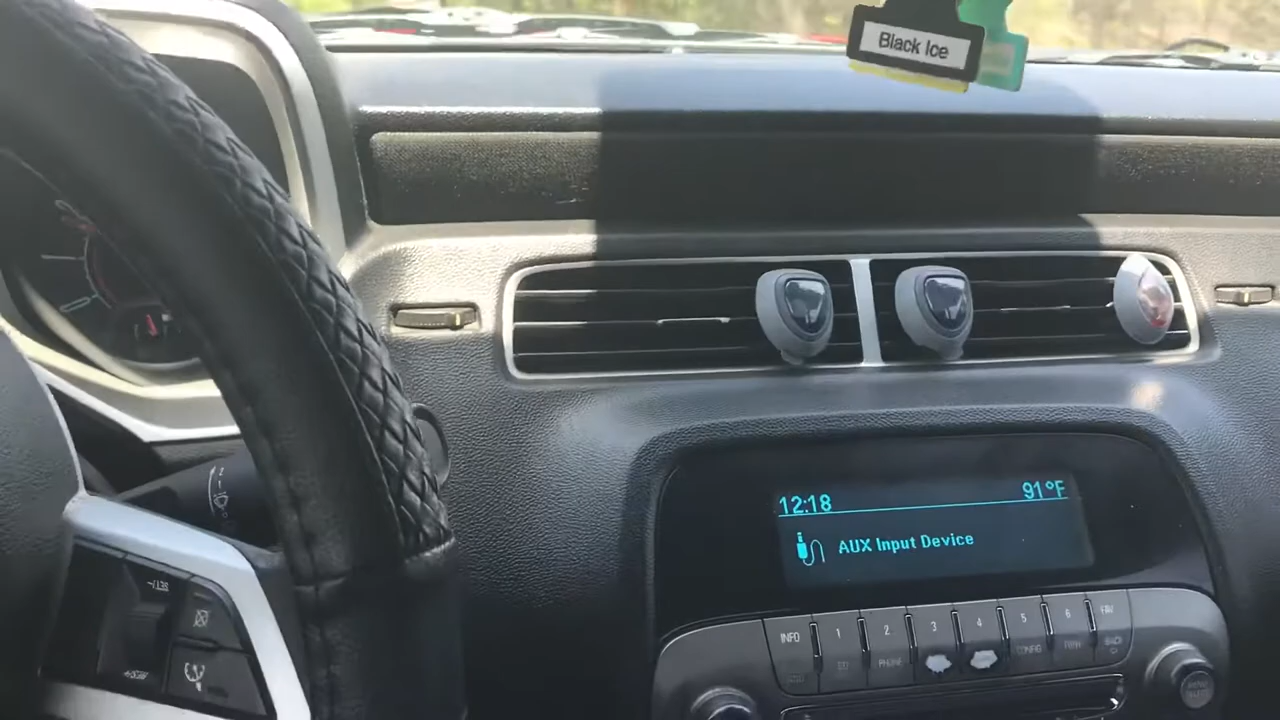 Black Ice
12:18 91°F
AUX Input Device
INFO 1 2 3 4 5 6 FAV
PHONE CONFIG BACK